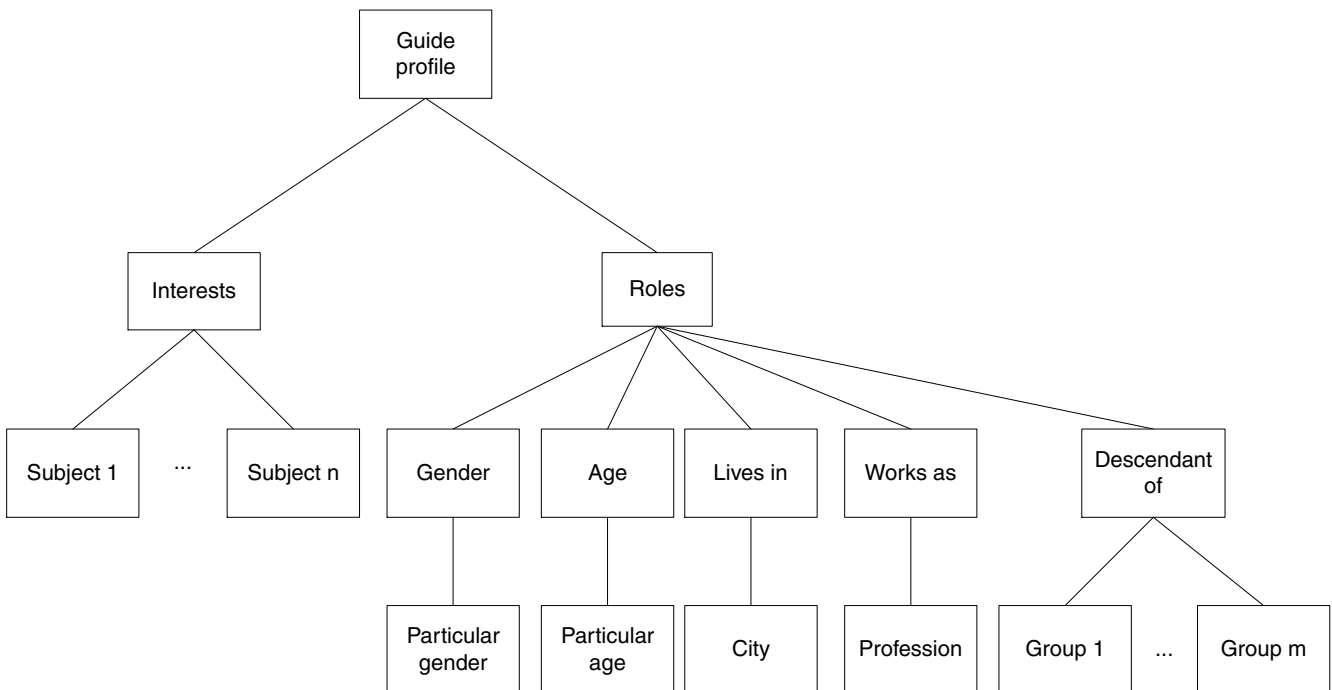 Guide
profile
Interests
Roles
Subject 1
...
Subject n
Gender
Age
Lives in
Works as
Descendant
of
Particular
gender
Particular
age
City
Profession
Group 1
...
Group m